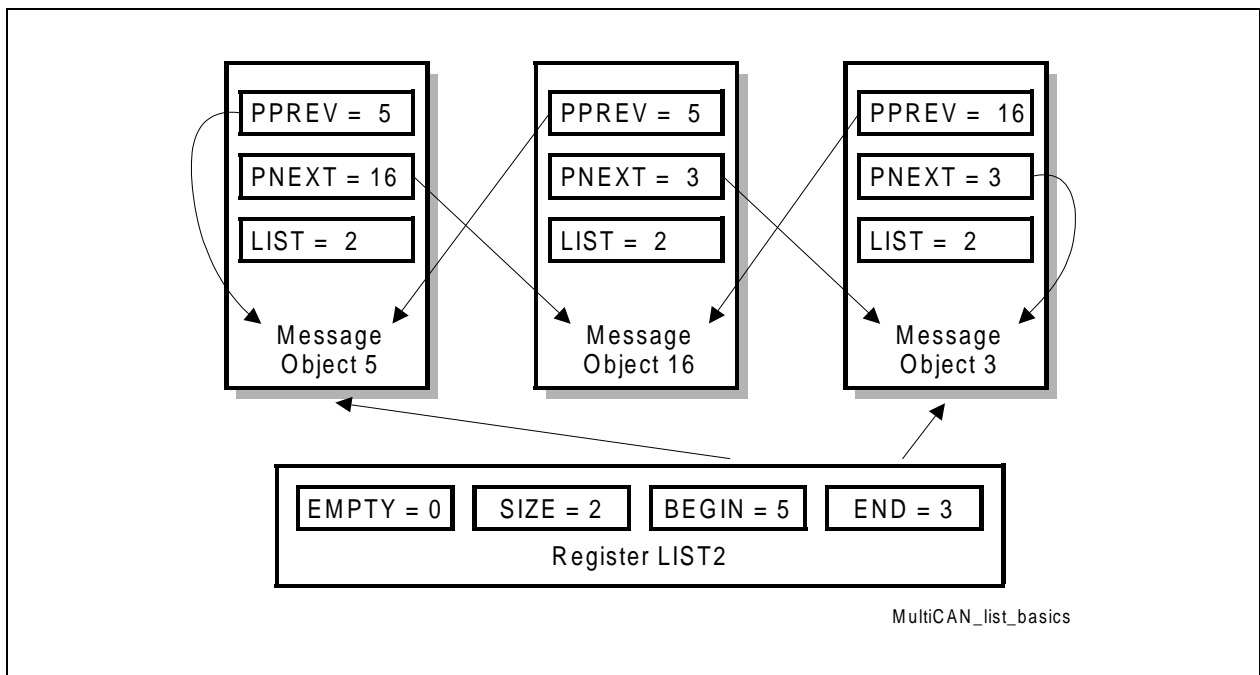 PPREV = 5
PNEXT = 16
LIST = 2
Message
Object 5
PPREV = 5
PNEXT = 3
LIST = 2
Message
Object 16
PPREV = 16
PNEXT = 3
LIST = 2
Message
Object 3
EMPTY = 0
SIZE = 2
BEGIN = 5
END = 3
Register LIST2
MultiCAN_list_basics